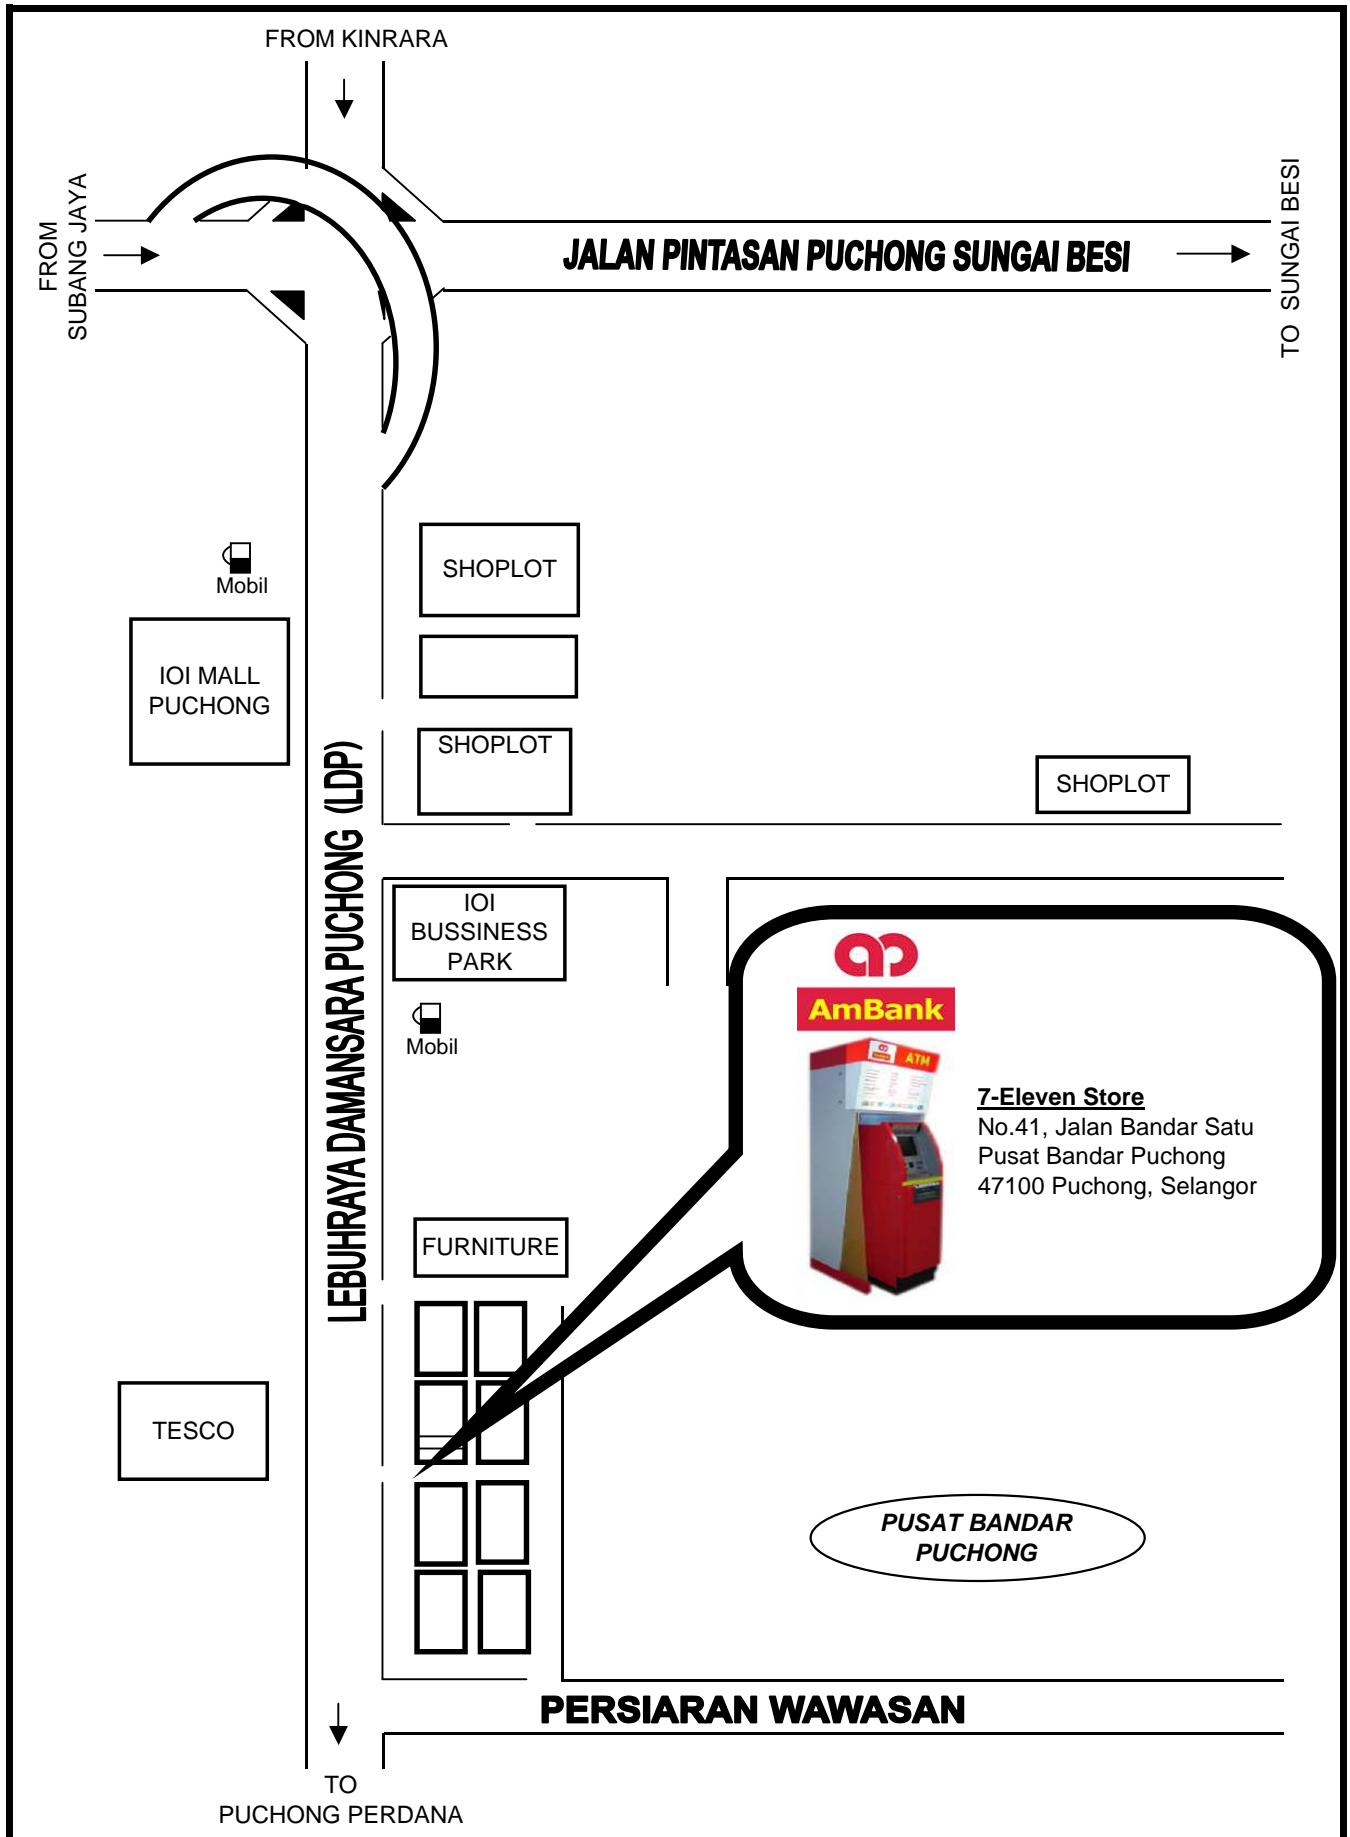 FROM KINRARA
FROM
SUBANG JAYA
JALAN PINTASAN PUCHONG SUNGAI BESI
TO SUNGAI BESI
SHOPLOT
Mobil
IOI MALL
PUCHONG
SHOPLOT
SHOPLOT
LEBUHRAYA DAMANSARA PUCHONG (LDP)
IOI
BUSSINESS
PARK
Mobil
AmBank
ATM
7-Eleven Store
No.41, Jalan Bandar Satu
Pusat Bandar Puchong
47100 Puchong, Selangor
FURNITURE
TESCO
PUSAT BANDAR
PUCHONG
PERSIARAN WAWASAN
TO
PUCHONG PERDANA